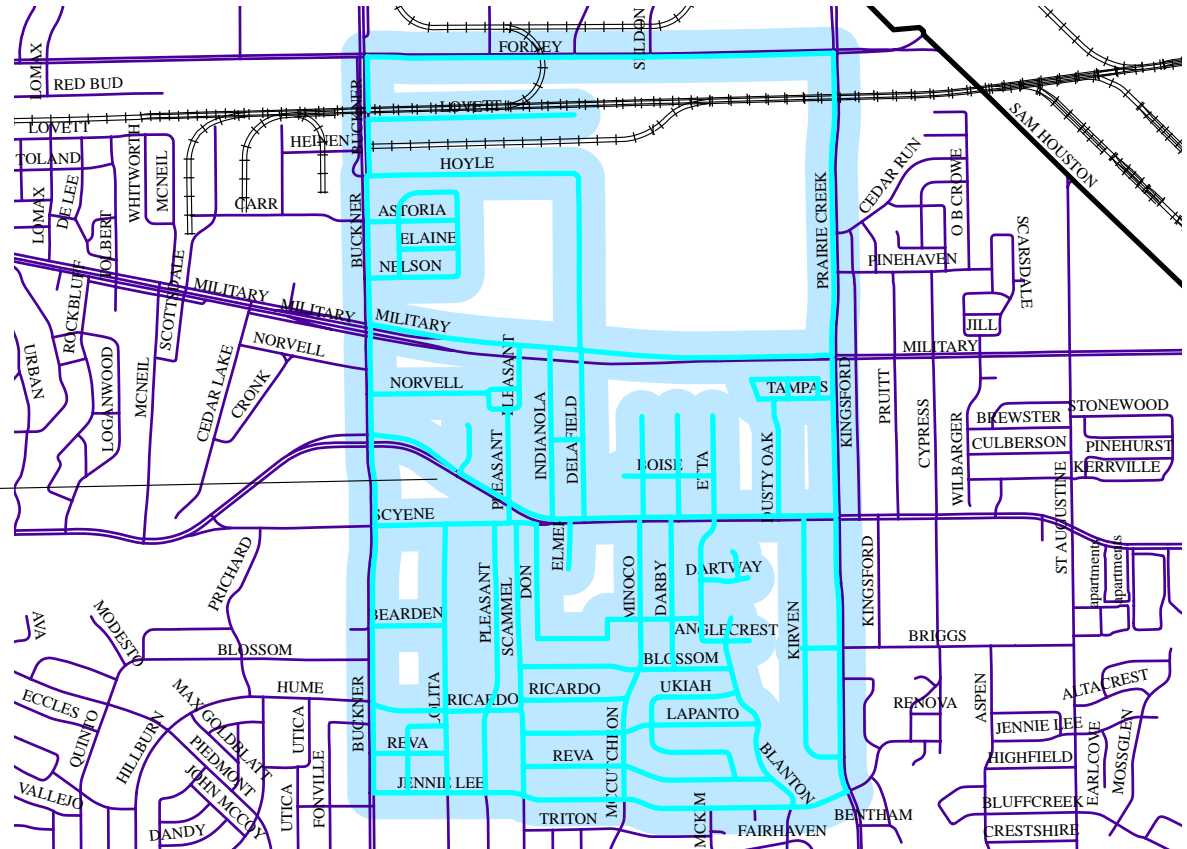 FORNEY
SELDON
LOMAX
RED BUD
BUCKNER
LOVETT
SAM HOUSTON
LOVETT
WHITWORTH
MCNEIL
HEINEN
TOLAND
HOYLE
CEDAR RUN
O B CROWE
DE LEE
LOMAX
CARR
ASTORIA
BUCKNER
PRAIRIE CREEK
SCARSDALE
TOLBERT
ELAINE
NELSON
PINEHAVEN
ROCKBLUFF
SCOTTSDALE
MILITARY
MILITARY
MILITARY
JILL
NORVELL
MILITARY
URBAN
LOGANWOOD
MCNEIL
CEDAR LAKE
CRONK
NORVELL
PLEASANT
TAMPAS
KINGSFORD
PRUITT
CYPRESS
WILBARGER
BREWSTER
STONEWOOD
CULBERSON
PINEHURST
KERRVILLE
INDIANOLA
DELAFIELD
PLEASANT
BOISE
ETTA
DUSTY OAK
ST AUGUSTINE
SCYENE
ELMER
PRICHARD
PLEASANT
SCAMMEL
DON
MINOCO
DARBY
DARTWAY
KINGSFORD
apartments
apartments
AVA
MODESTO
BEARDEN
ANGLECREST
KIRVEN
BRIGGS
BLOSSOM
BLOSSOM
ECCLES
QUINTO
HILLBURN
MAX GOLDBLATT
HUME
UTICA
BUCKNER
LOLITA
RICARDO
RICARDO
UKIAH
RENOVA
ASPEN
ALTACREST
LAPANTO
JENNIE LEE
PIEDMONT
REVA
REVA
MCCUTCHEON
BLANTON
HIGHFIELD
EARLCOVE
MOSSGLEN
JOHN MCCOY
JENNIE LEE
VALLEJO
UTICA
FONVILLE
DANDY
TRITON
FAIRHAVEN
BENTHAM
BLUFFCREEK
CRESTSHIRE